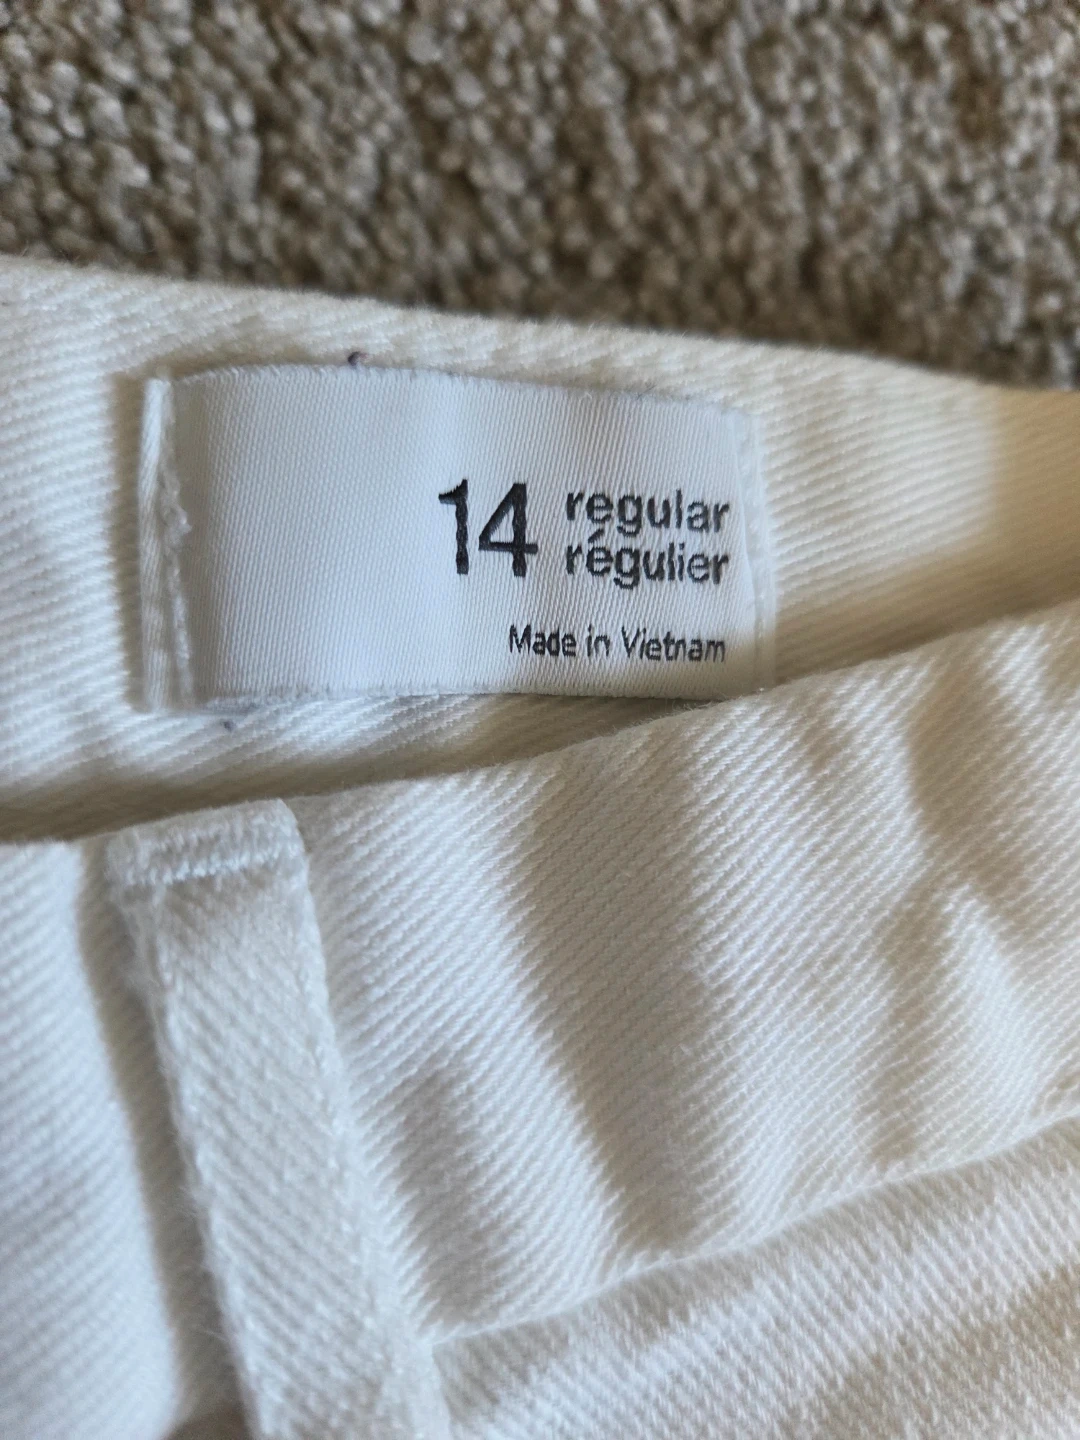 14 regular
régulier
Made in Vietnam